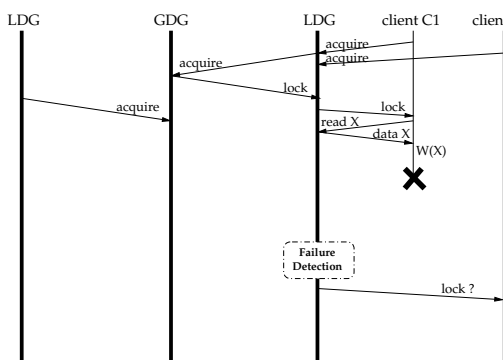 LDG GDG LDG client C1 clien
acquire
acquire
acquire
lock
acquire
lock
read X
data X
W(X)
Failure
Detection
lock ?